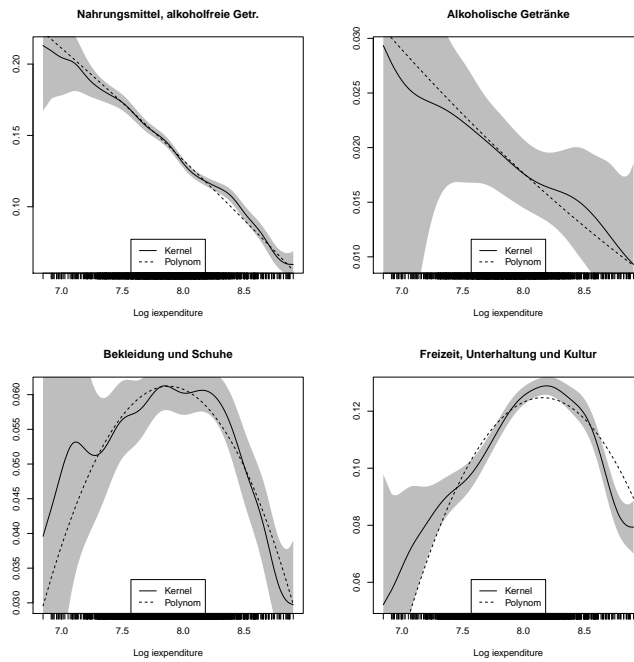 Nahrungsmittel, alkoholfreie Getr.
0.20
0.15
0.10
Kernel
Polynom
7.0 7.5 8.0 8.5
Log iexpenditure
Alkoholische Getränke
0.030
0.025
0.020
0.015
0.010
Kernel
Polynom
7.0 7.5 8.0 8.5
Log iexpenditure
Bekleidung und Schuhe
0.060
0.055
0.050
0.045
0.040
0.035
0.030
Kernel
Polynom
7.0 7.5 8.0 8.5
Log iexpenditure
Freizeit, Unterhaltung und Kultur
0.12
0.10
0.08
0.06
Kernel
Polynom
7.0 7.5 8.0 8.5
Log iexpenditure